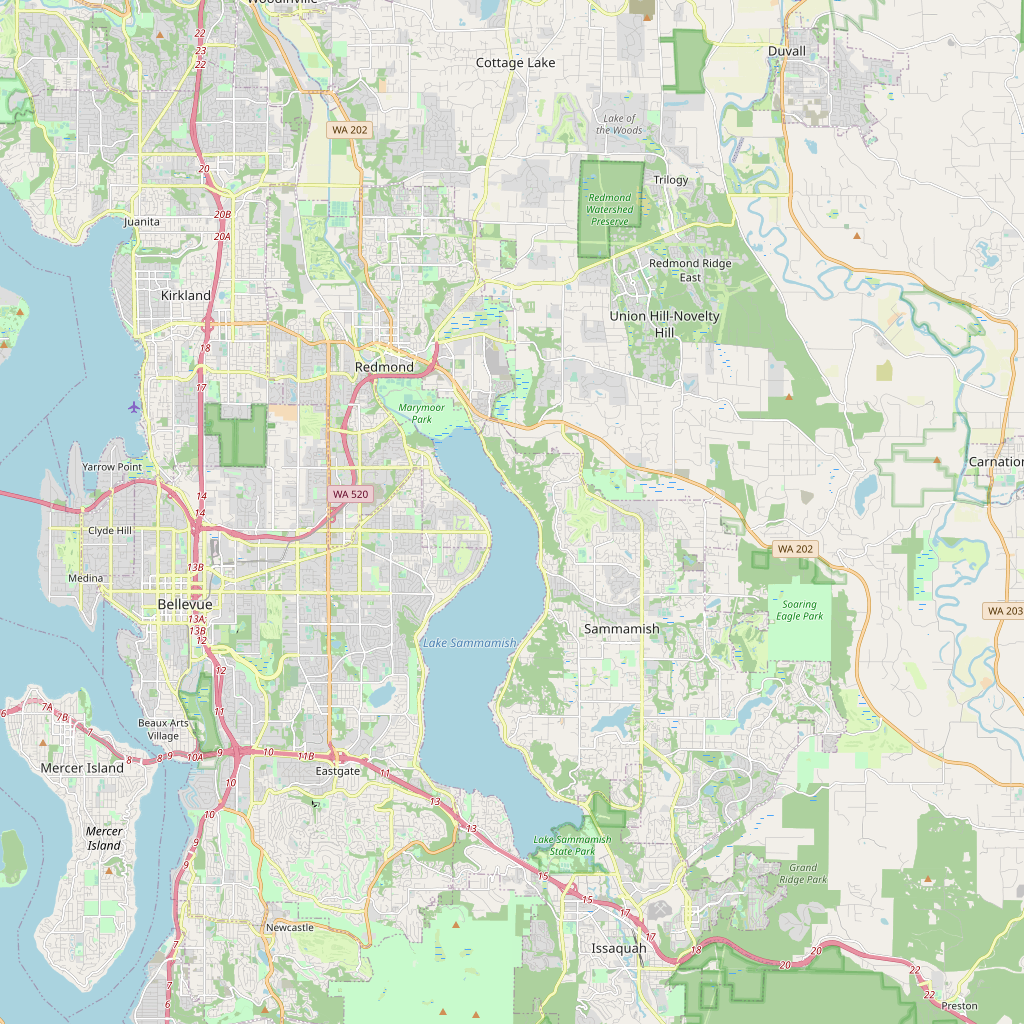 Woodinville
22
23
Duvall
Cottage Lake
Lake of
the Woods
WA 202
20
Trilogy
Redmond
Watershed
Preserve
20B
Juanita
20A
Redmond Ridge
East
Kirkland
Union Hill-Novelty
Hill
18
Redmond
17
Marymoor
Park
Carnation
Yarrow Point
14
WA 520
14
Clyde Hill
WA 202
13B
Medina
Bellevue
Soaring
Eagle Park
WA 203
13A;
13B
12
Sammamish
Lake Sammamish
12
6
7A
7B
11
7
Beaux Arts
Village
8
8
9
10A
9
10
11B
Mercer Island
Eastgate
11
10
13
10
13
Mercer
Island
Lake Sammamish
State Park
9
15
Grand
Ridge Park
9
15
17
Newcastle
17
7
Issaquah
18
20
20
22
22
7
6
Preston